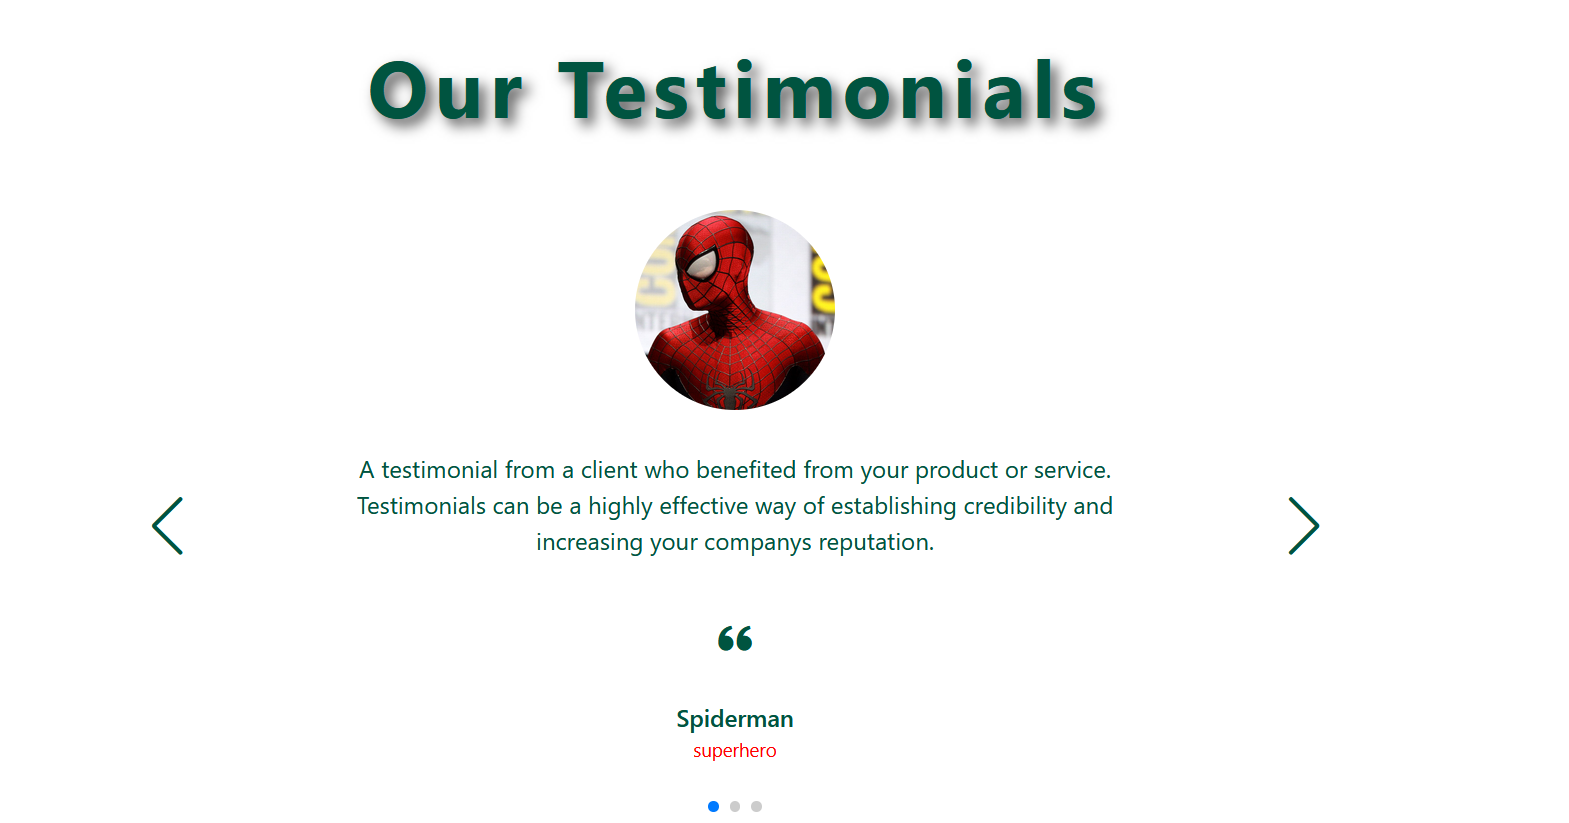 Our Testimonials
A testimonial from a client who benefited from your product or service.
Testimonials can be a highly effective way of establishing credibility and
increasing your companys reputation.
“
Spiderman
superhero